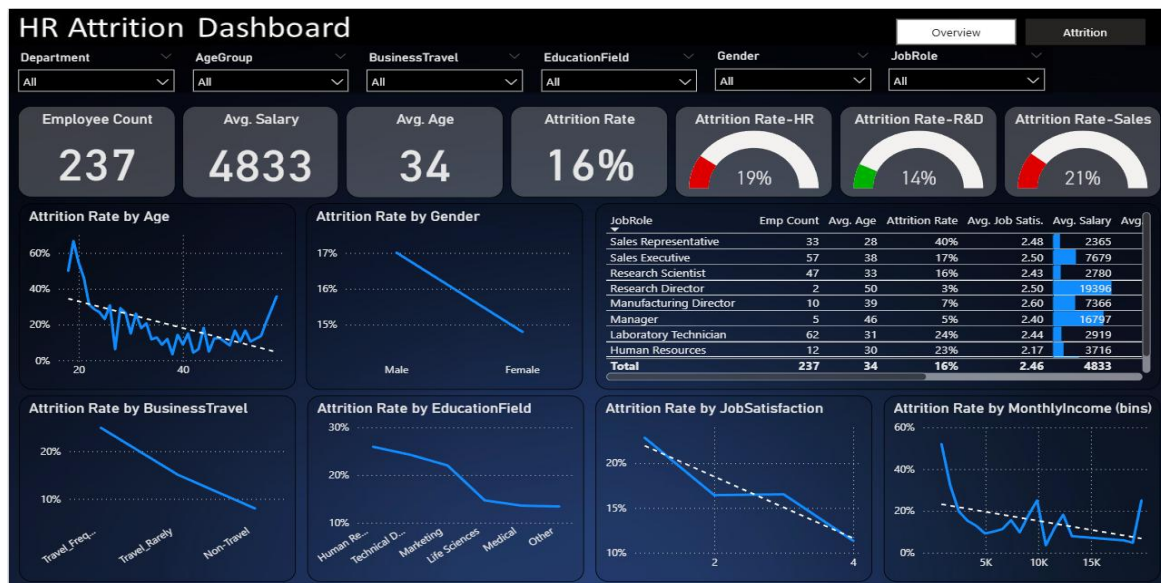 HR Attrition Dashboard
Overview
Attrition
Department
AgeGroup
BusinessTravel
EducationField
Gender
JobRole
All
All
All
All
All
All
Employee Count
237
Avg. Salary
4833
Avg. Age
34
Attrition Rate
16%
Attrition Rate-HR
19%
Attrition Rate-R&D
14%
Attrition Rate-Sales
21%
Attrition Rate by Age
60%
40%
20%
0%
20 40
Attrition Rate by Gender
17%
16%
15%
Male Female
JobRole Emp Count Avg. Age Attrition Rate Avg. Job Satis. Avg. Salary Avg
Sales Representative 33 28 40% 2.48 2365
Sales Executive 57 38 17% 2.50 7679
Research Scientist 47 33 16% 2.43 2780
Research Director 2 50 3% 2.50 19396
Manufacturing Director 10 39 7% 2.60 7366
Manager 5 46 5% 2.40 16797
Laboratory Technician 62 31 24% 2.44 2919
Human Resources 12 30 23% 2.17 3716
Total 237 34 16% 2.46 4833
Attrition Rate by BusinessTravel
20%
10%
Travel_Freq...
Travel_Rarely
Non-Travel
Attrition Rate by EducationField
30%
20%
10%
Human Re...
Technical D...
Marketing
Life Sciences
Medical
Other
Attrition Rate by JobSatisfaction
20%
15%
10%
2 4
Attrition Rate by MonthlyIncome (bins)
60%
40%
20%
0%
5K 10K 15K